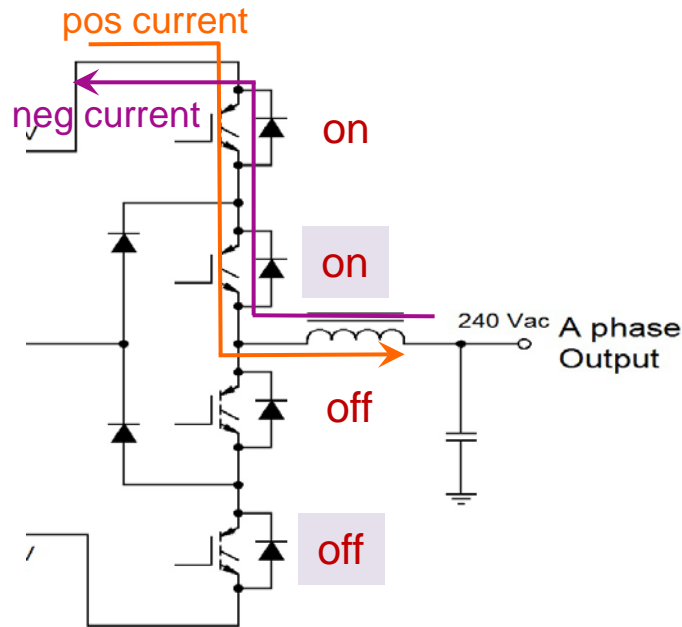 pos current
neg current
V
on
on
240 Vac
A phase
Output
off
V
off